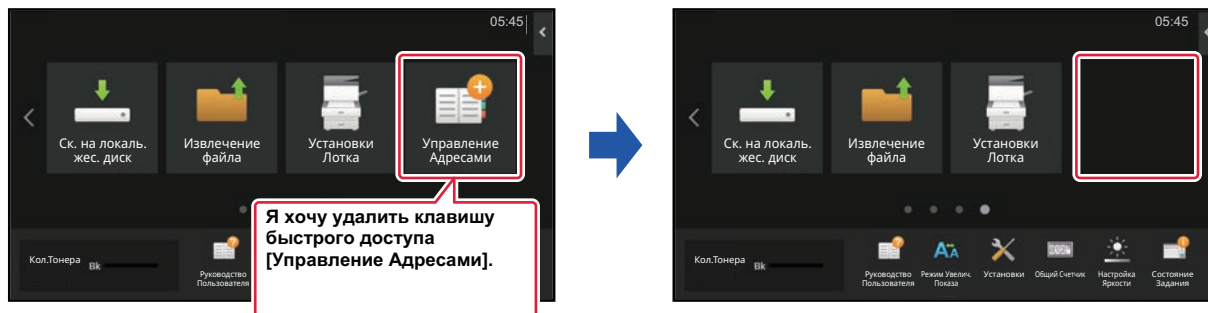 05:45
Ск. на локаль.
жес. диск
Извлечение
файла
Установки
Лотка
Управление
Адресами
Я хочу удалить клавишу
быстрого доступа
[Управление Адресами].
Кол.Тонера
Bk
Руководство
Пользователя
05:45
Ск. на локаль.
жес. диск
Извлечение
файла
Установки
Лотка
Кол.Тонера
Bk
Руководство
Пользователя
Режим Увелич.
Показа
Установки
Общий Счетчик
Настройка
Яркости
Состояние
Задания